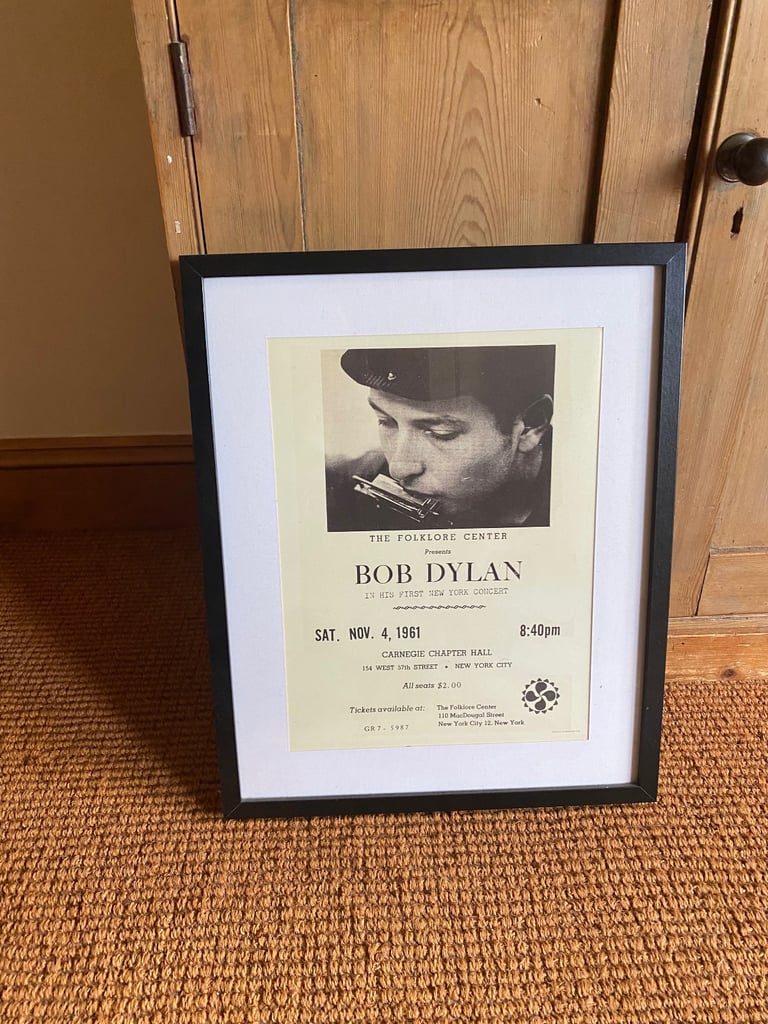 THE FOLKLORE CENTER
Presents
BOB DYLAN
IN HIS FIRST NEW YORK CONCERT
SAT. NOV. 4, 1961 8:40pm
CARNEGIE CHAPTER HALL
154 WEST 57th STREET • NEW YORK CITY
All seats $2.00
Tickets available at: The Folklore Center
110 MacDougal Street
GR 7 - 5987 New York City 12, New York